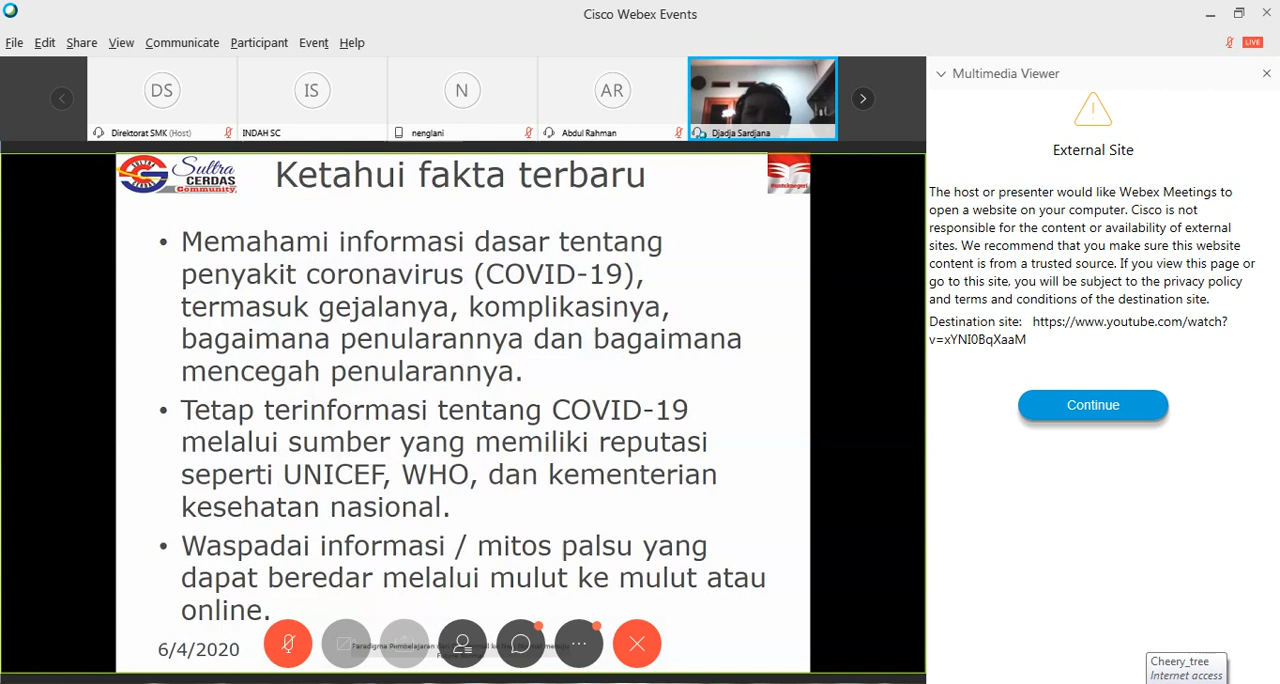 Cisco Webex Events
File Edit Share View Communicate Participant Event Help
LIVE
DS
IS
N
AR
Direktorat SMK (Host)
INDAH SC
nenglani
Abdul Rahman
Djadja Sardjana
Sultra
CERDAS
Community
Ketahui fakta terbaru
• Memahami informasi dasar tentang
penyakit coronavirus (COVID-19),
termasuk gejalanya, komplikasinya,
bagaimana penularannya dan bagaimana
mencegah penularannya.
• Tetap terinformasi tentang COVID-19
melalui sumber yang memiliki reputasi
seperti UNICEF, WHO, dan kementerian
kesehatan nasional.
• Waspadai informasi / mitos palsu yang
dapat beredar melalui mulut ke mulut atau
online.
6/4/2020
Paradigma Pembelajaran
Multimedia Viewer
External Site
The host or presenter would like Webex Meetings to
open a website on your computer. Cisco is not
responsible for the content or availability of external
sites. We recommend that you make sure this website
content is from a trusted source. If you view this page or
go to this site, you will be subject to the privacy policy
and terms and conditions of the destination site.
Destination site: https://www.youtube.com/watch?
v=xYNI0BqXaaM
Continue
Cheery_tree
Internet access